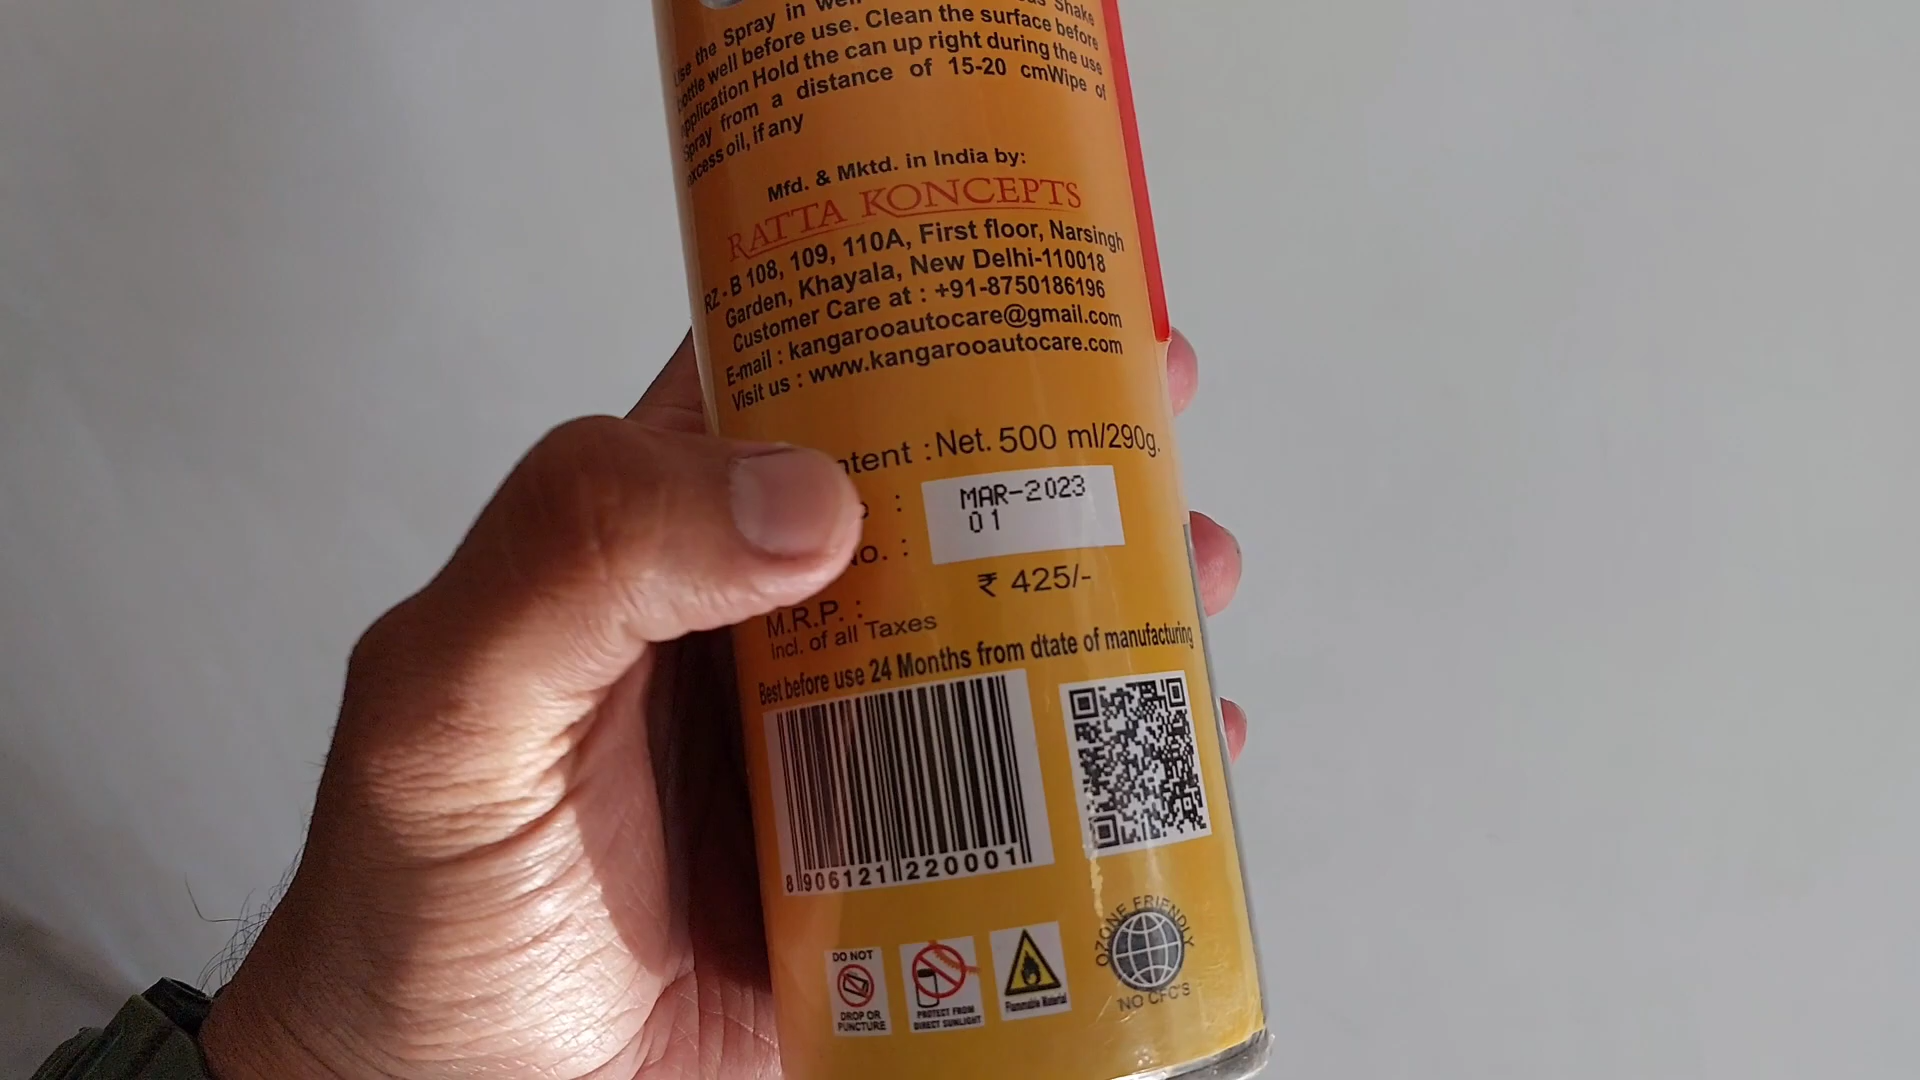 the Spray in Shake
well before use. Clean the surface before
application Hold the can up right during the use
Spray from a distance of 15-20 cmWipe of
excess oil, if any
Mfd. & Mktd. in India by:
RATTA KONCEPTS
RZ - B 108, 109, 110A, First floor, Narsingh
Garden, Khayala, New Delhi-110018
Customer Care at : +91-8750186196
E-mail : kangarooautocare@gmail.com
Visit us : www.kangarooautocare.com
ntent : Net. 500 ml/290g.
: MAR-2023
No. : 01
M.R.P. : ₹ 425/-
Incl. of all Taxes
Best before use 24 Months from dtate of manufacturing
8 906121 220001
DO NOT
DROP OR
PUNCTURE
PROTECT FROM
DIRECT SUNLIGHT
Flammable Material
OZONE FRIENDLY
NO CFC'S